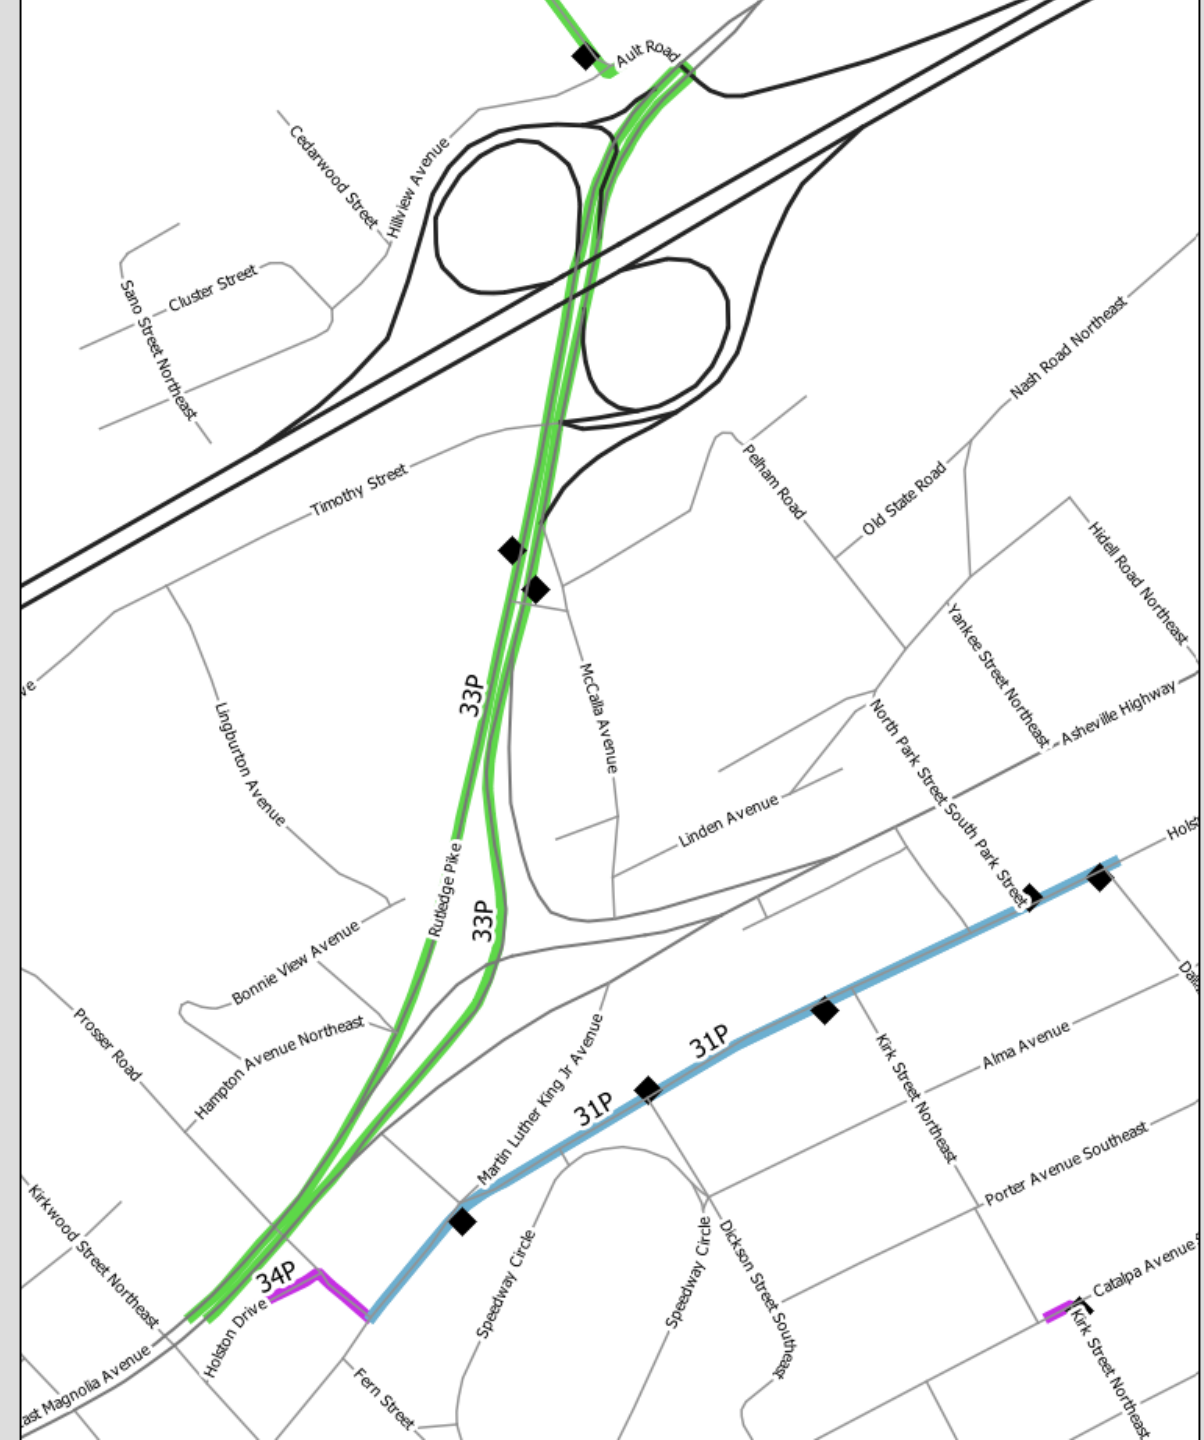 Ault Road
Cedarwood Street
Hillview Avenue
Cluster Street
Sano Street Northeast
Nash Road Northeast
Timothy Street
Pelham Road
Old State Road
Hidell Road Northeast
Yankee Street Northeast
ve
33P
McCalla Avenue
Lingburton Avenue
Asheville Highway
North Park Street
South Park Street
Linden Avenue
Hols
Rutledge Pike
33P
Bonnie View Avenue
Prosser Road
Hampton Avenue Northeast
Martin Luther King Jr Avenue
31P
31P
Kirk Street Northeast
Alma Avenue
Porter Avenue Southeast
Kirkwood Street Northeast
34P
Holston Drive
Speedway Circle
Speedway Circle
Dickson Street Southeast
Catalpa Avenue
Kirk Street Northeast
ast Magnolia Avenue
Fern Street